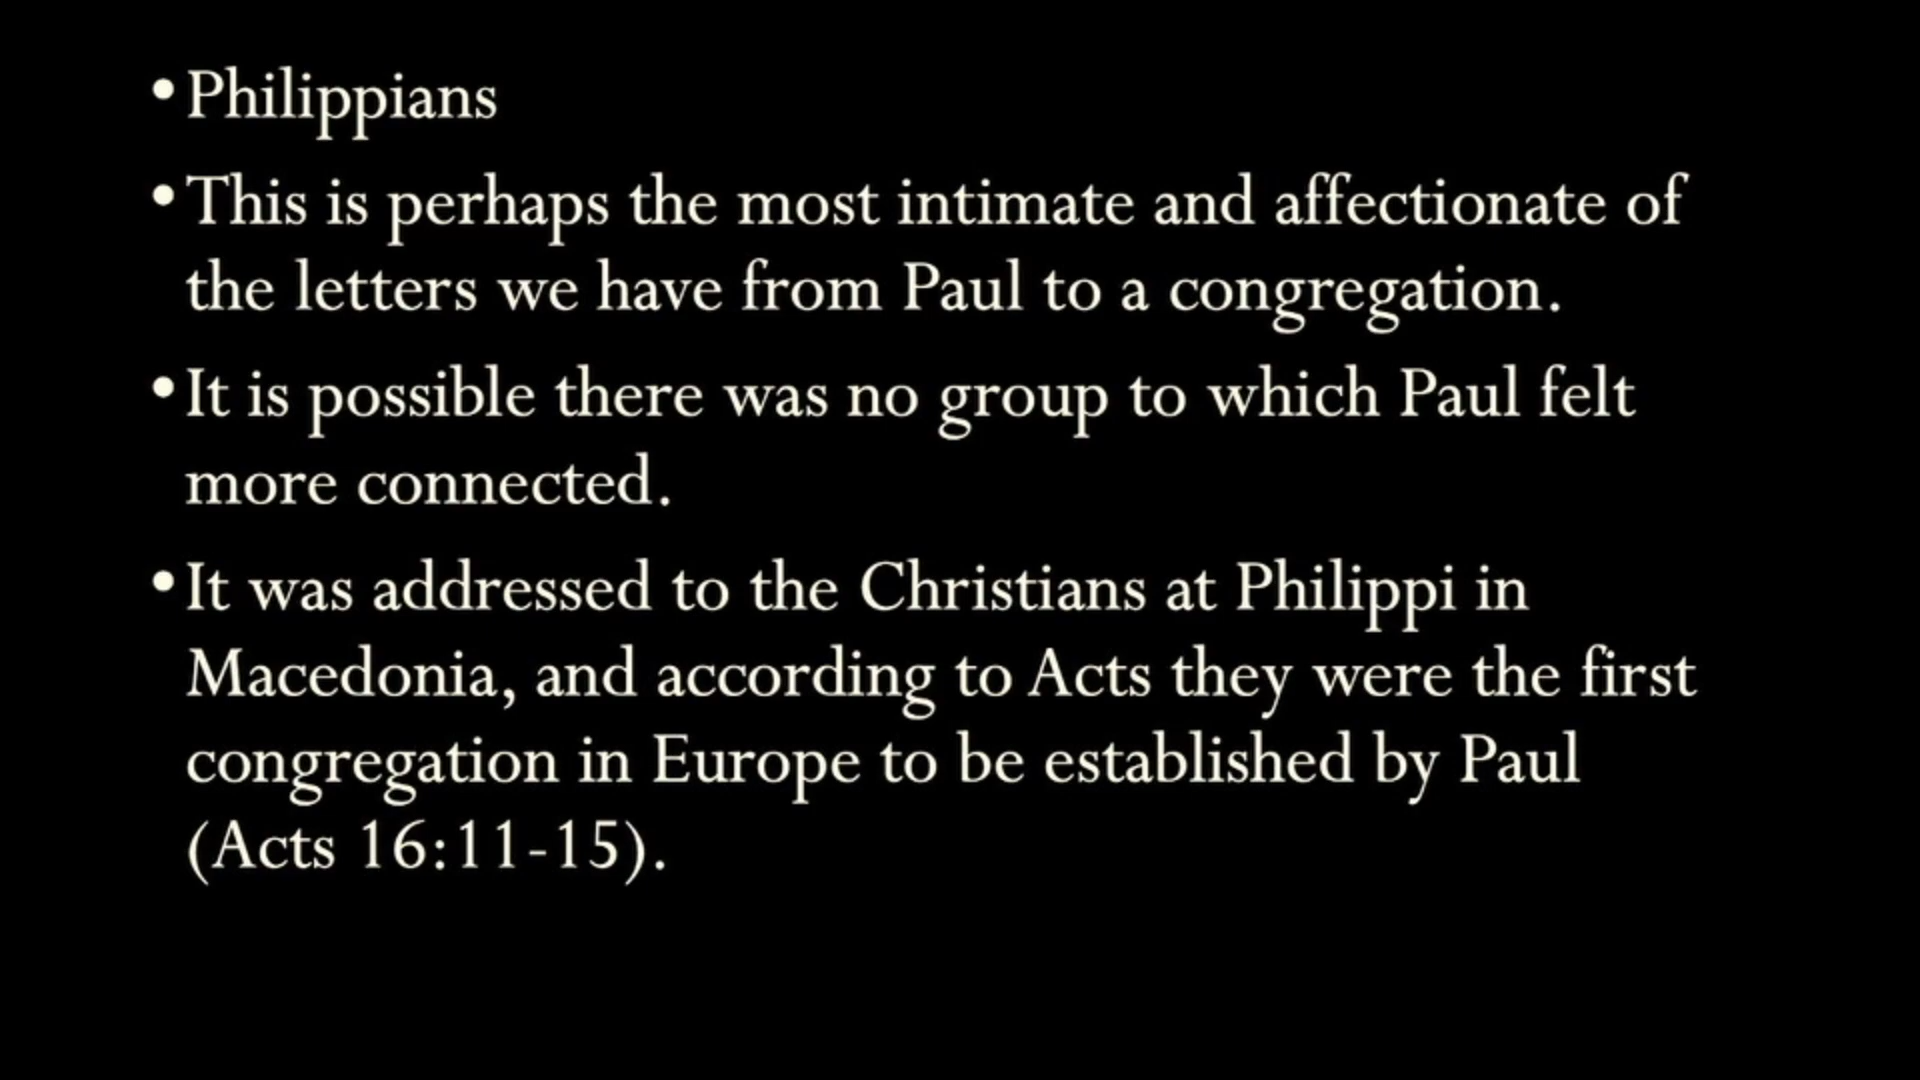 •Philippians
•This is perhaps the most intimate and affectionate of
the letters we have from Paul to a congregation.
•It is possible there was no group to which Paul felt
more connected.
•It was addressed to the Christians at Philippi in
Macedonia, and according to Acts they were the first
congregation in Europe to be established by Paul
(Acts 16:11-15).